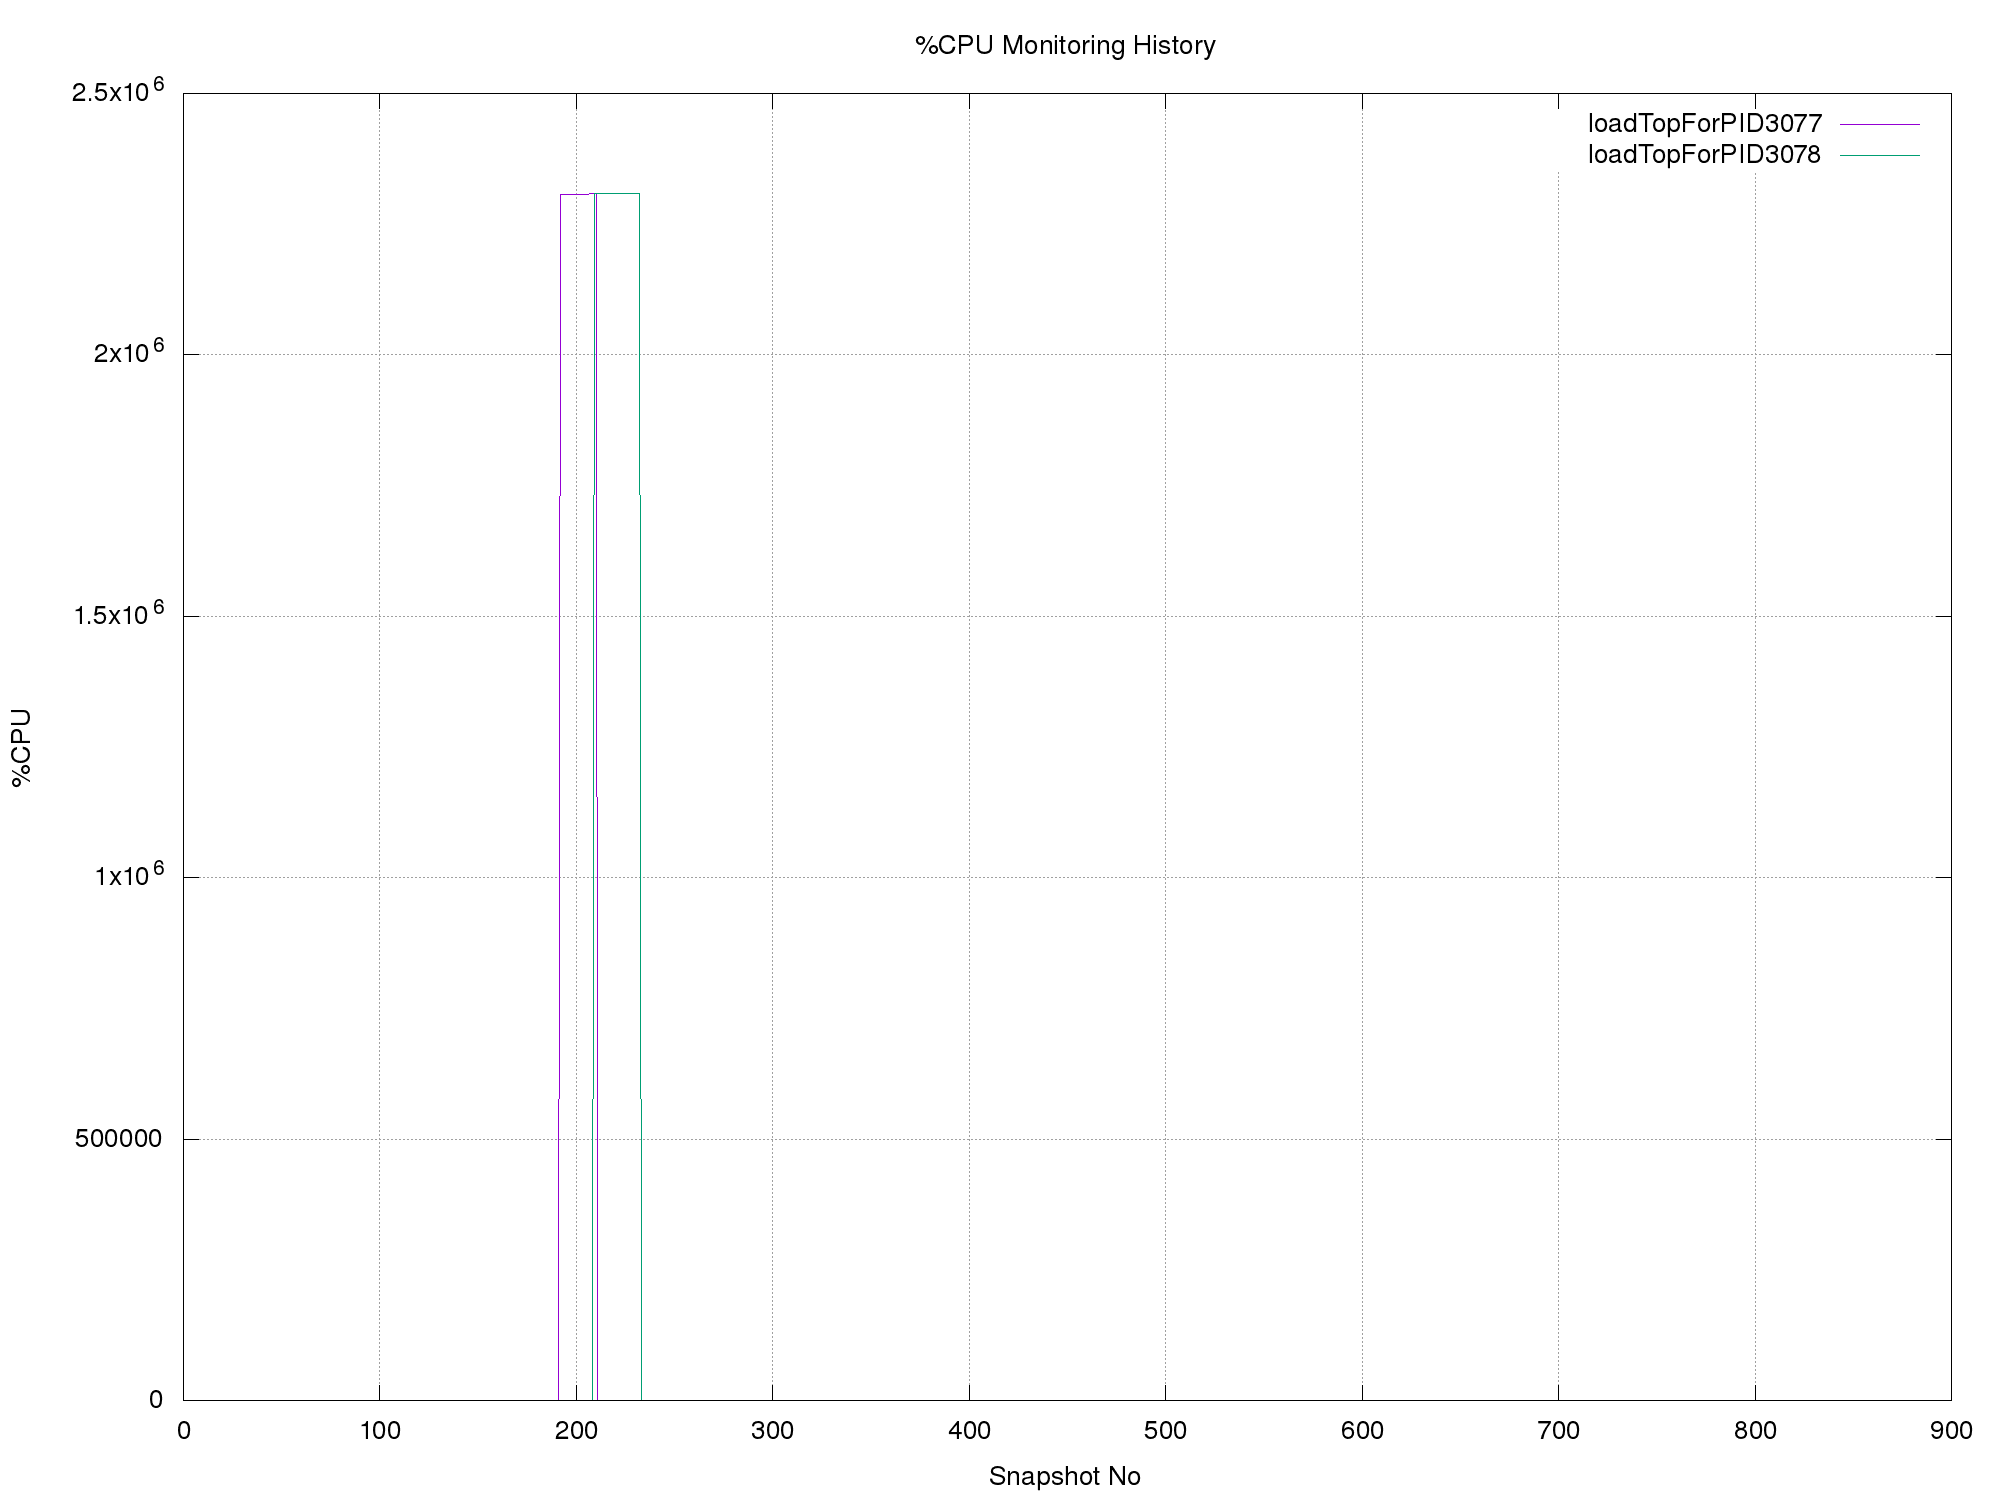 %CPU Monitoring History
loadTopForPID3077
loadTopForPID3078
2.5x10^6
2x10^6
1.5x10^6
1x10^6
500000
0
%CPU
0 100 200 300 400 500 600 700 800 900
Snapshot No